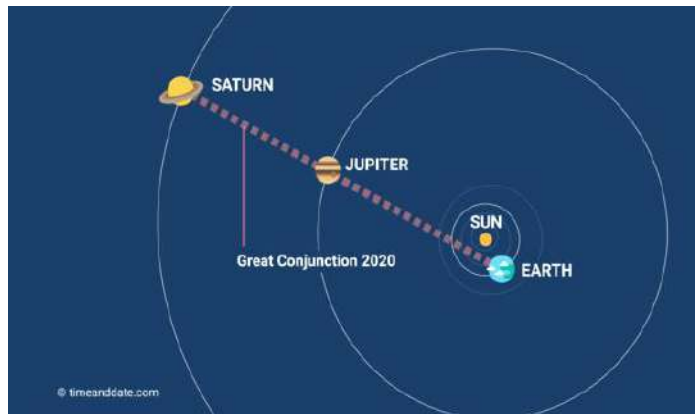 SATURN
JUPITER
SUN
Great Conjunction 2020
EARTH
© timeanddate.com